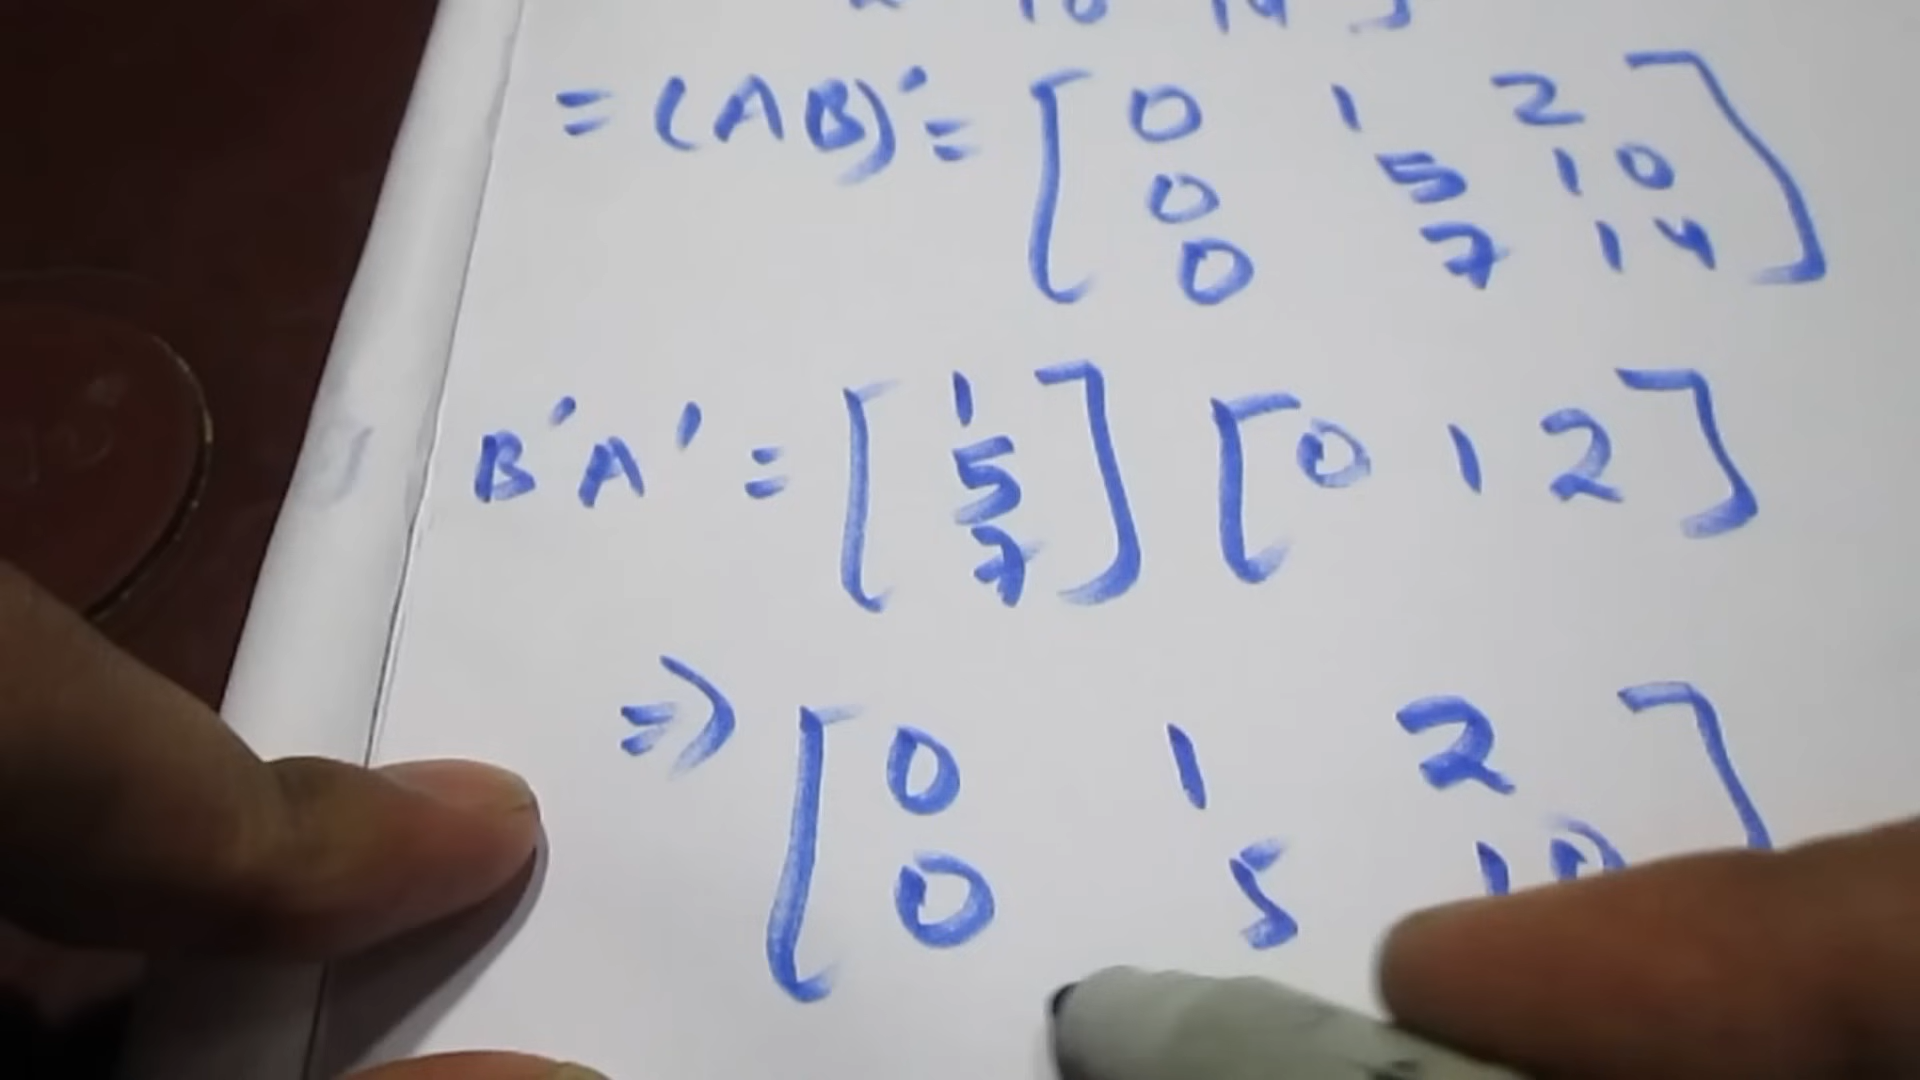 = (AB)' = [ 0 1 2
0 5 10
0 7 14 ]
B'A' = [ 1 5 7 ] [ 0 1 2 ]
=> [ 0 1 2 ]
0 5 10